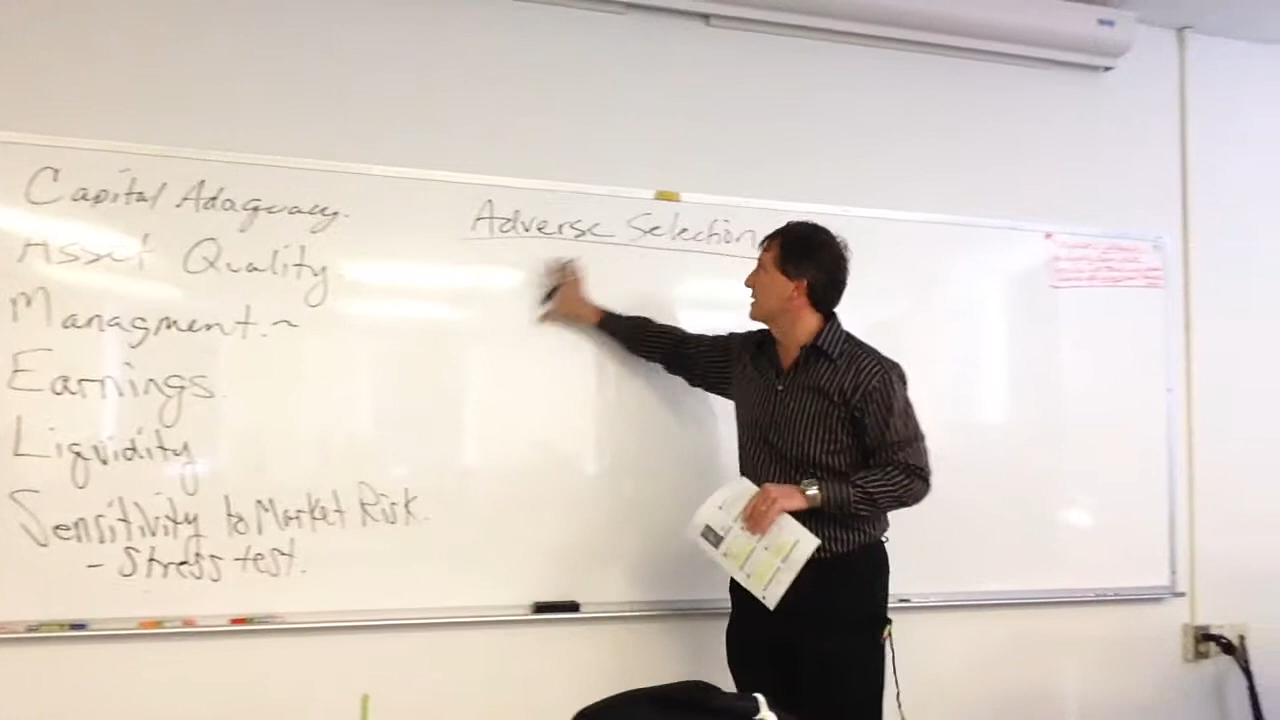 Capital Adaquacy.
Asset Quality
Managment.~
Earnings.
Liquidity
Sensitivity to Market Risk.
- Stress test.
Adverse Selection